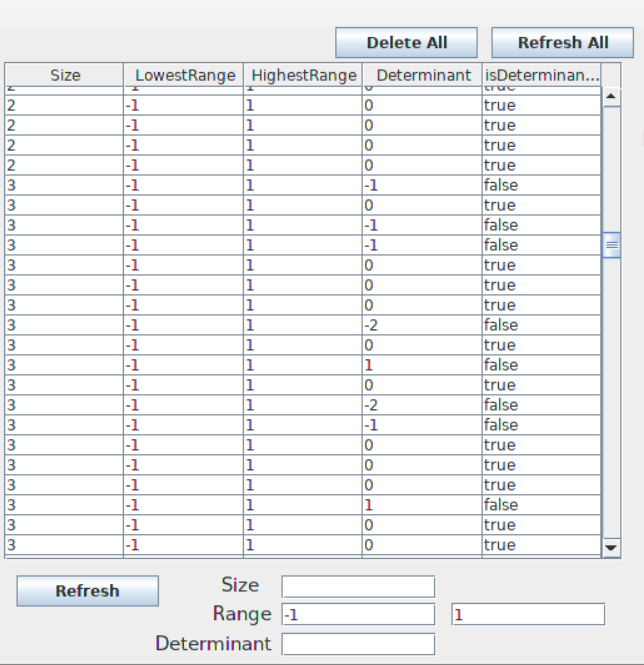 Delete All Refresh All
Size LowestRange HighestRange Determinant isDeterminan...
2 -1 1 0 true
2 -1 1 0 true
2 -1 1 0 true
2 -1 1 0 true
2 -1 1 0 true
3 -1 1 -1 false
3 -1 1 0 true
3 -1 1 -1 false
3 -1 1 -1 false
3 -1 1 0 true
3 -1 1 0 true
3 -1 1 0 true
3 -1 1 -2 false
3 -1 1 0 true
3 -1 1 1 false
3 -1 1 0 true
3 -1 1 -2 false
3 -1 1 -1 false
3 -1 1 0 true
3 -1 1 0 true
3 -1 1 0 true
3 -1 1 1 false
3 -1 1 0 true
3 -1 1 0 true
Refresh Size
Range -1 1
Determinant